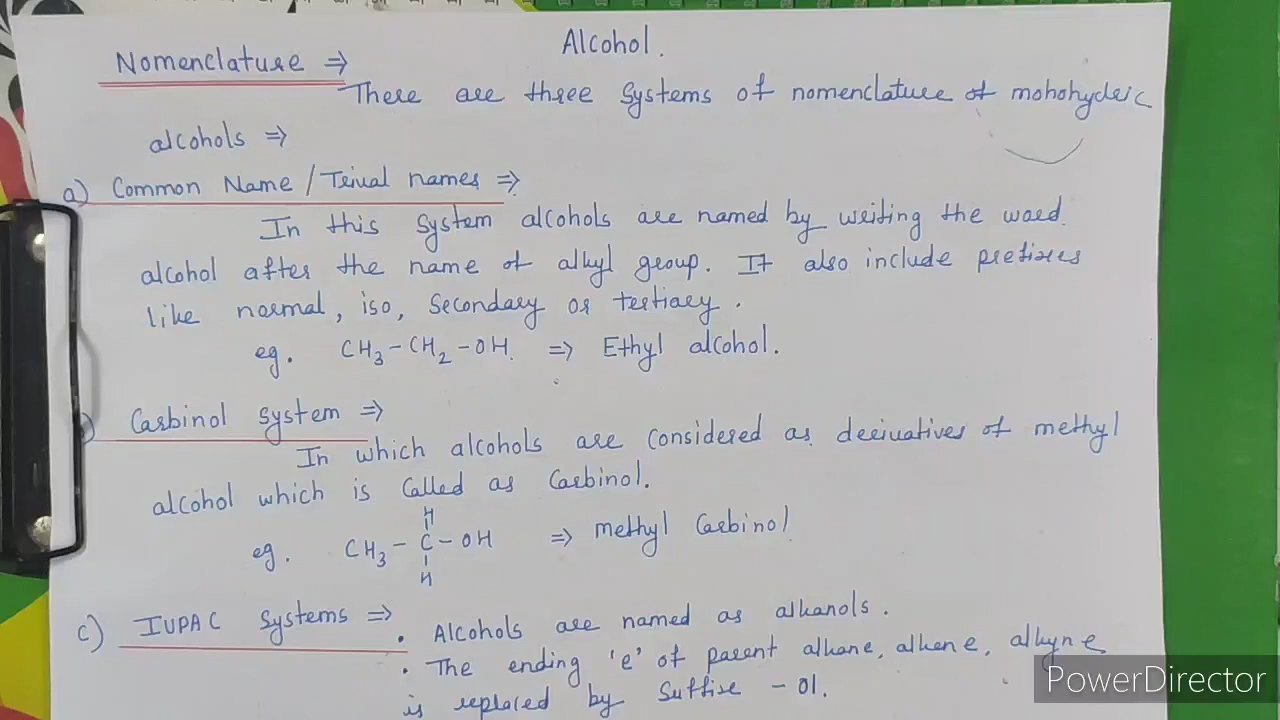 Alcohol.
Nomenclature ⇒
There are three systems of nomenclature of monohydric
alcohols ⇒
a) Common Name / Trival names ⇒
In this system alcohols are named by writing the word
alcohol after the name of alkyl group. It also include prefixes
like normal, iso, secondary or tertiary.
eg. CH3-CH2-OH. ⇒ Ethyl alcohol.
) Carbinol system ⇒
In which alcohols are considered as derivatives of methyl
alcohol which is called as Carbinol.
H
eg. CH3-C-OH ⇒ methyl Carbinol
H
c) IUPAC Systems ⇒
• Alcohols are named as alkanols.
• The ending 'e' of parent alkane, alkene, alkyne
is replaced by suffixe -ol.
PowerDirector